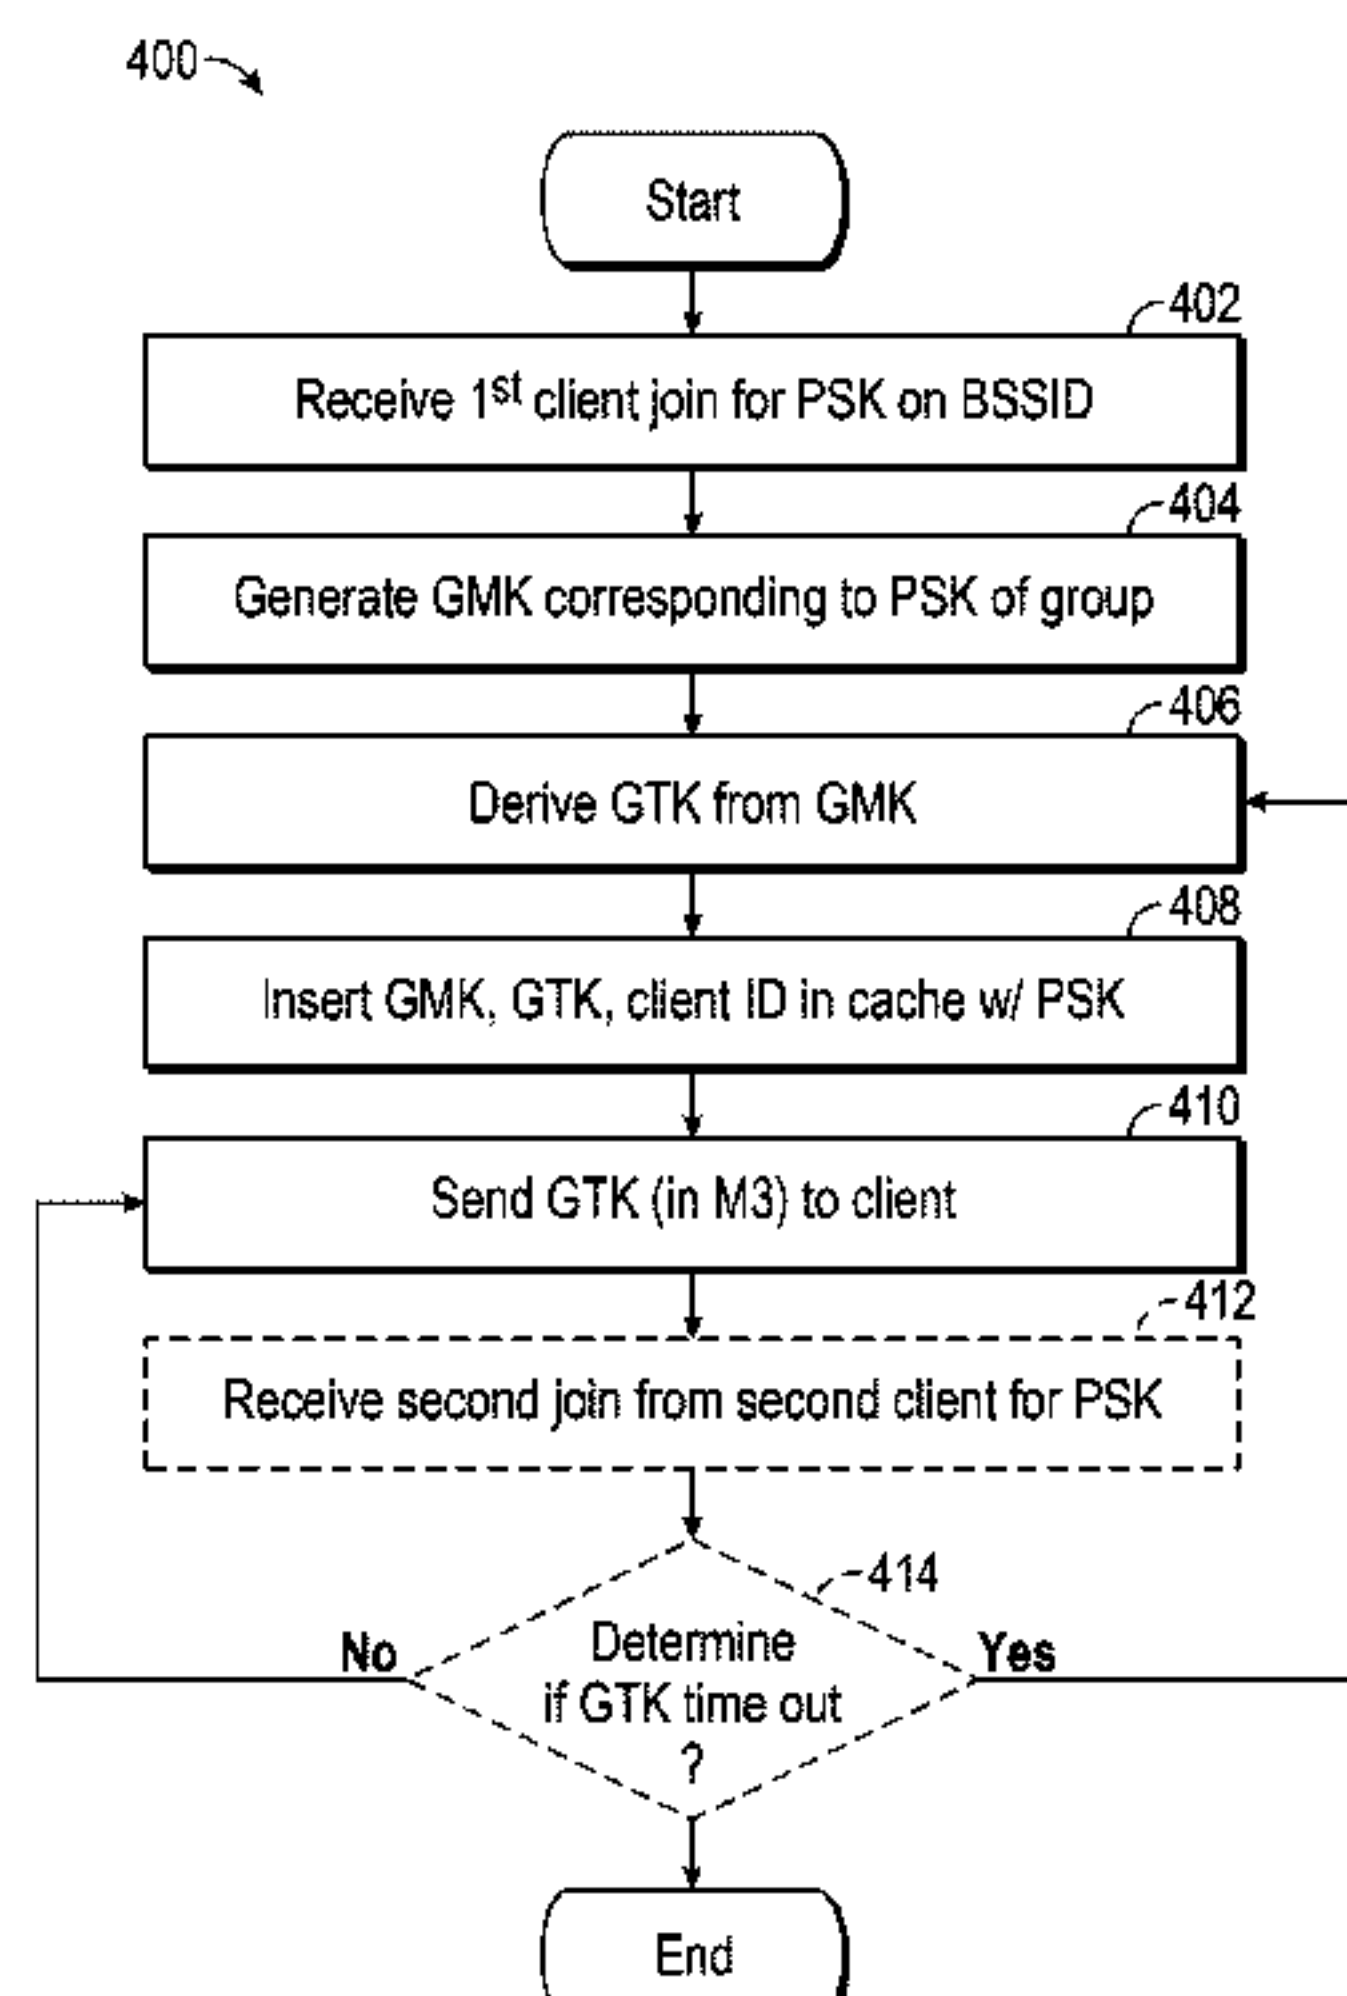 400
Start
402
Receive 1st client join for PSK on BSSID
404
Generate GMK corresponding to PSK of group
406
Derive GTK from GMK
408
Insert GMK, GTK, client ID in cache w/ PSK
410
Send GTK (in M3) to client
412
Receive second join from second client for PSK
414
No
Determine
if GTK time out
?
Yes
End